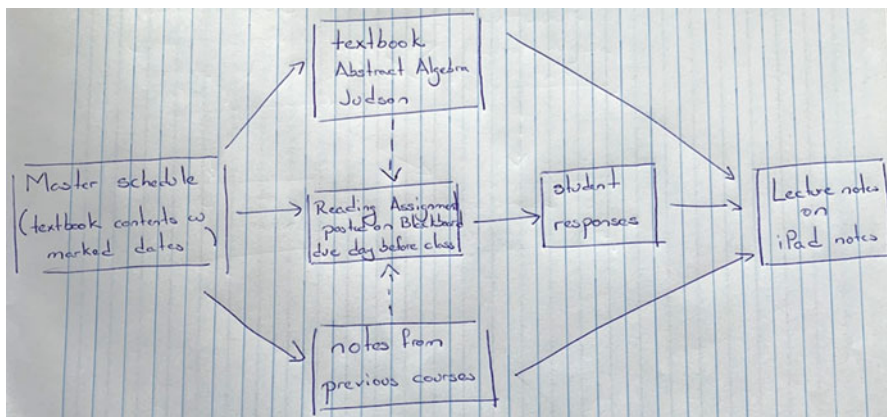 textbook
Abstract Algebra
Judson
Master schedule
(textbook contents w
marked dates)
Reading Assignment
posted on Blackboard
due day before class
student
responses
Lecture notes
on
iPad notes
notes from
previous courses